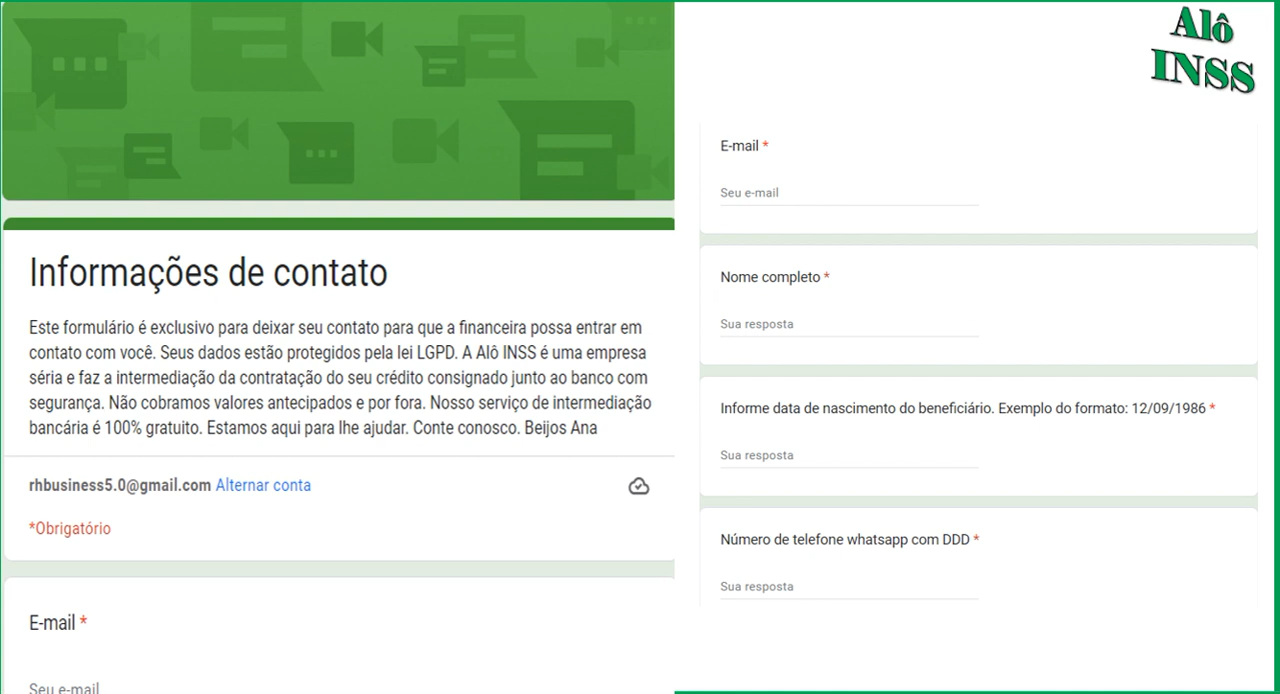 Informações de contato
Este formulário é exclusivo para deixar seu contato para que a financeira possa entrar em
contato com você. Seus dados estão protegidos pela lei LGPD. A Alô INSS é uma empresa
séria e faz a intermediação da contratação do seu crédito consignado junto ao banco com
segurança. Não cobramos valores antecipados e por fora. Nosso serviço de intermediação
bancária é 100% gratuito. Estamos aqui para lhe ajudar. Conte conosco. Beijos Ana
rhbusiness5.0@gmail.com Alternar conta
*Obrigatório
E-mail *
Seu e-mail
Alô
INSS
E-mail *
Seu e-mail
Nome completo *
Sua resposta
Informe data de nascimento do beneficiário. Exemplo do formato: 12/09/1986 *
Sua resposta
Número de telefone whatsapp com DDD *
Sua resposta